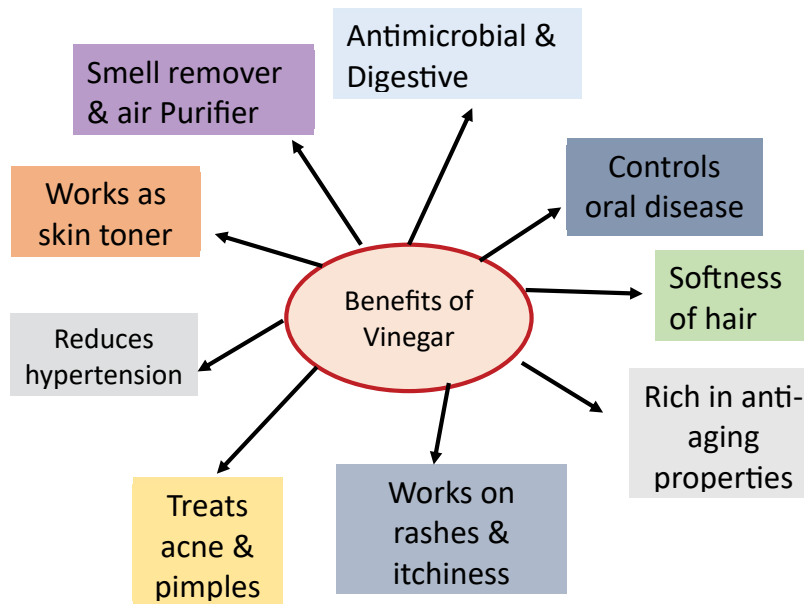 Antimicrobial &
Digestive
Smell remover
& air Purifier
Controls
oral disease
Works as
skin toner
Softness
of hair
Benefits of
Vinegar
Reduces
hypertension
Rich in anti-
aging
properties
Treats
acne &
pimples
Works on
rashes &
itchiness